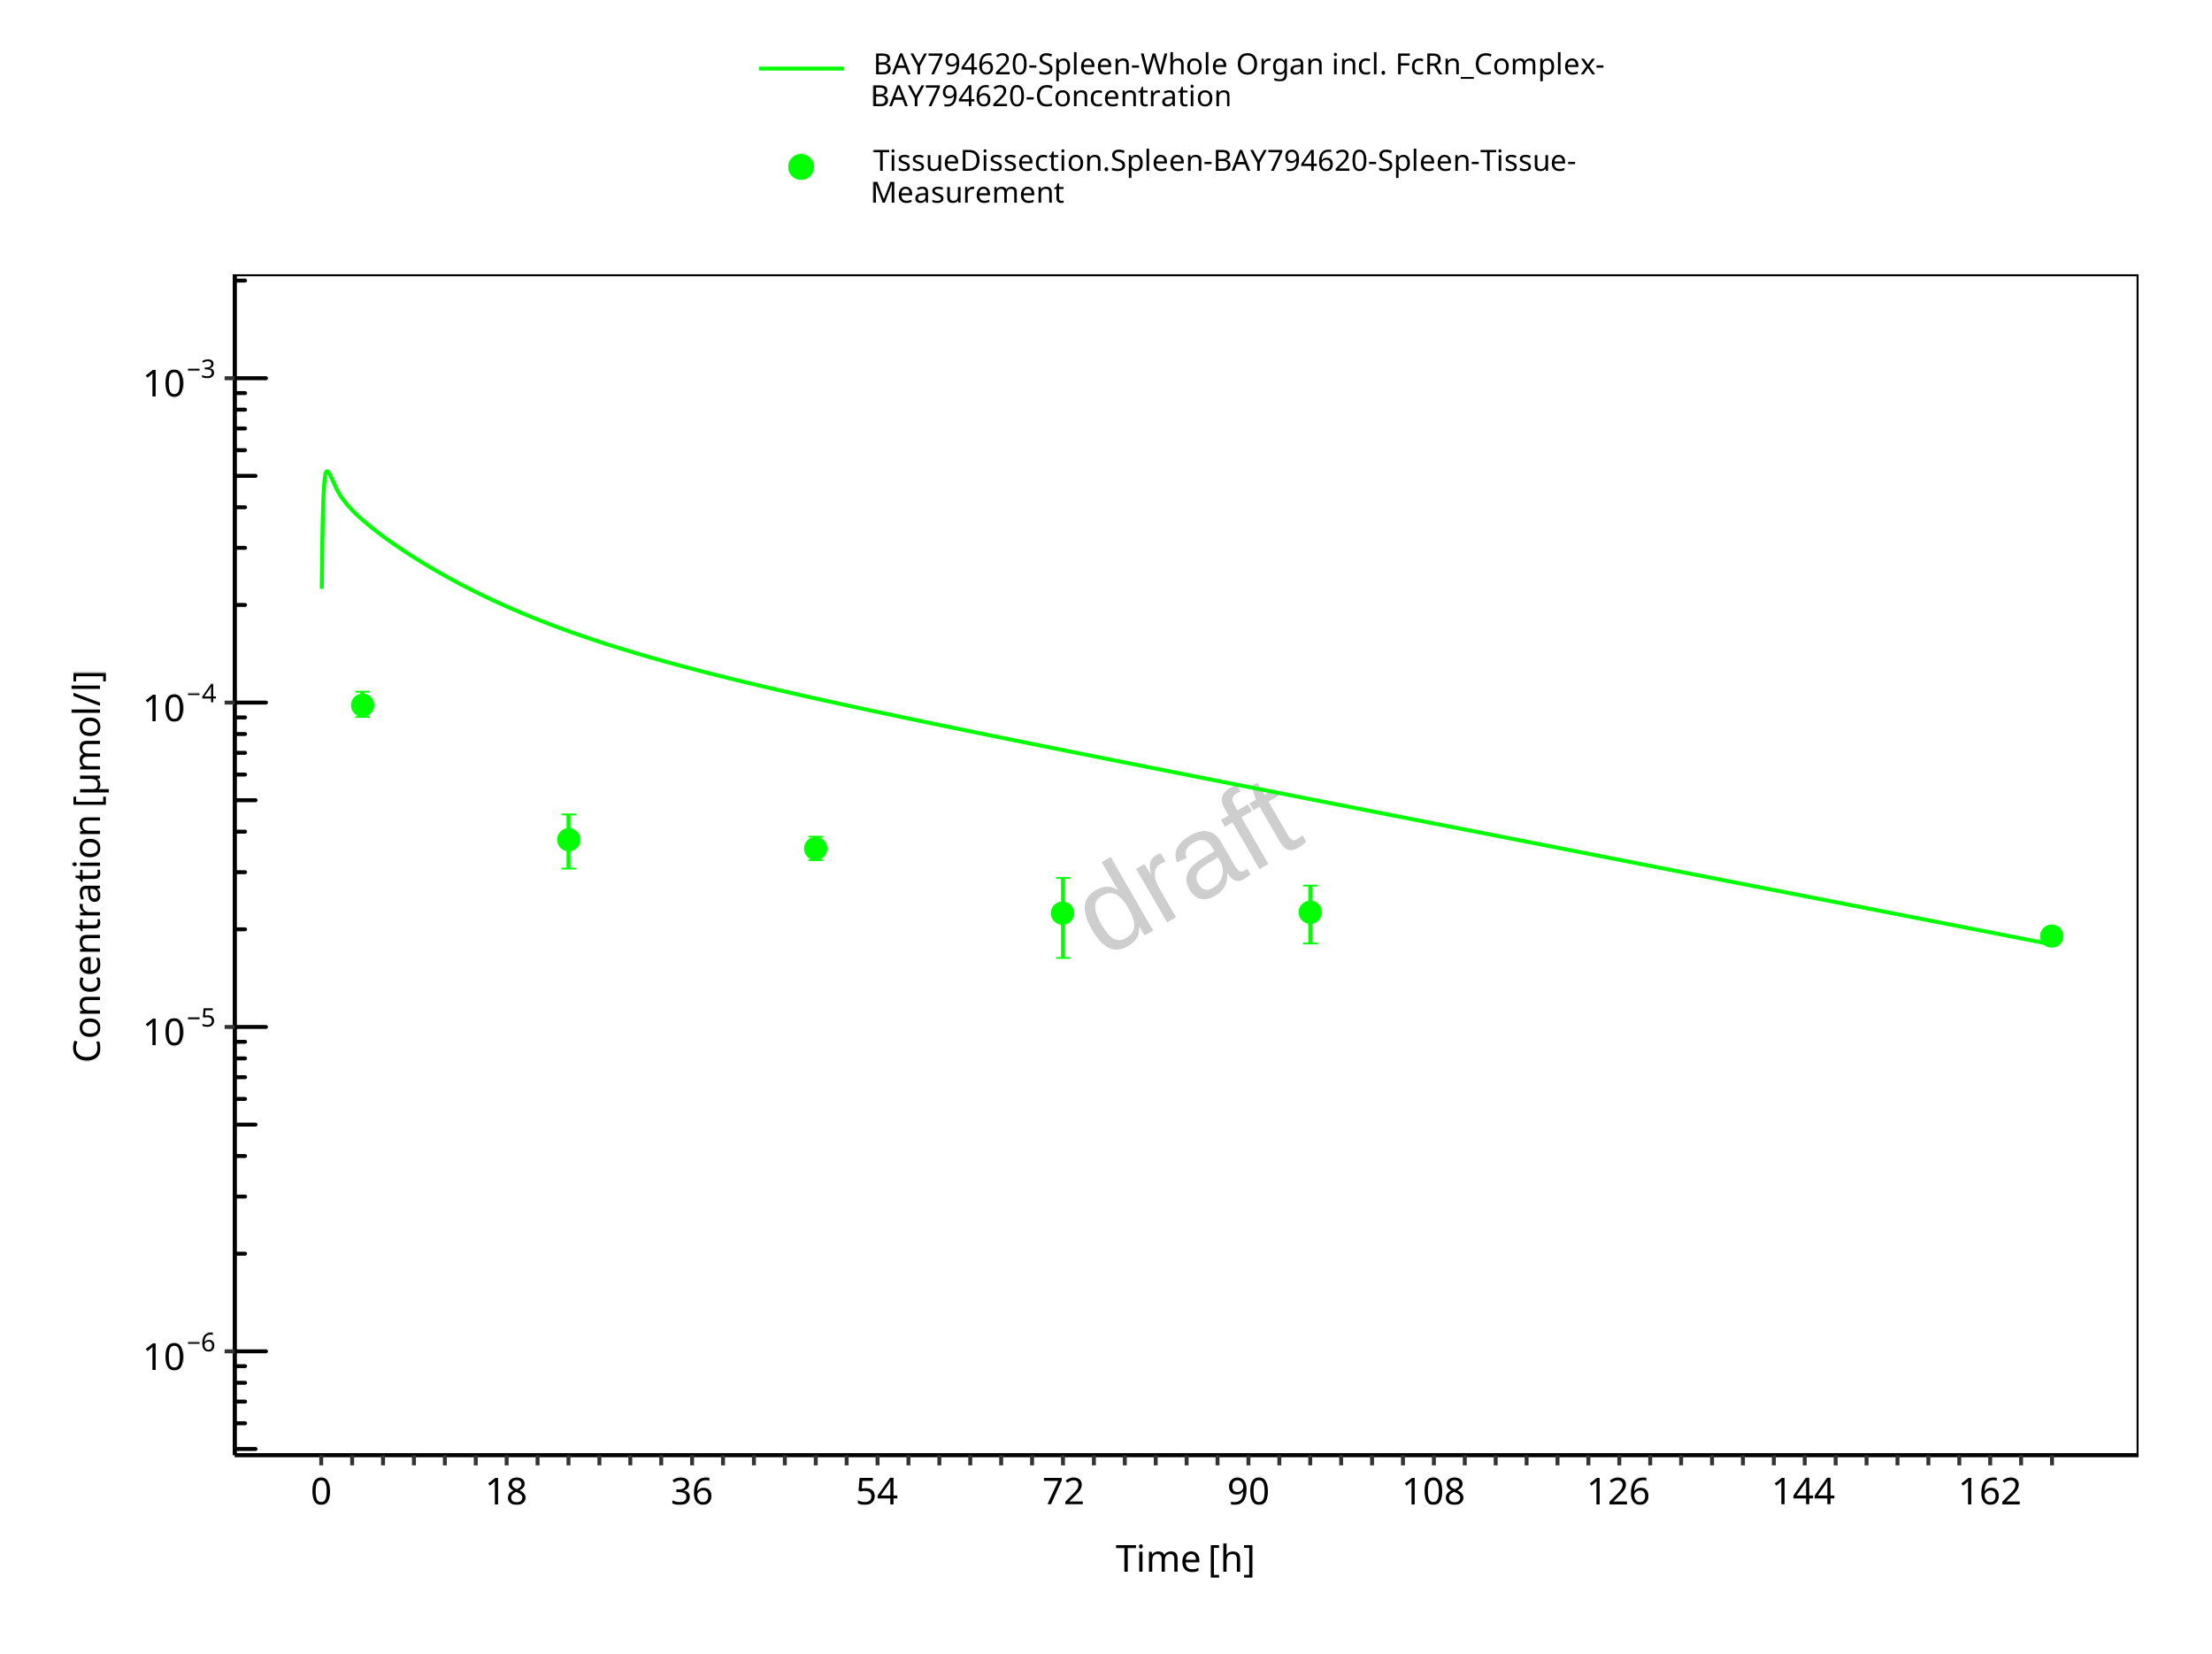 BAY794620-Spleen-Whole Organ incl. FcRn_Complex-
BAY794620-Concentration
TissueDissection.Spleen-BAY794620-Spleen-Tissue-
Measurement
Concentration [µmol/l]
10−3
10−4
10−5
10−6
draft
0 18 36 54 72 90 108 126 144 162
Time [h]